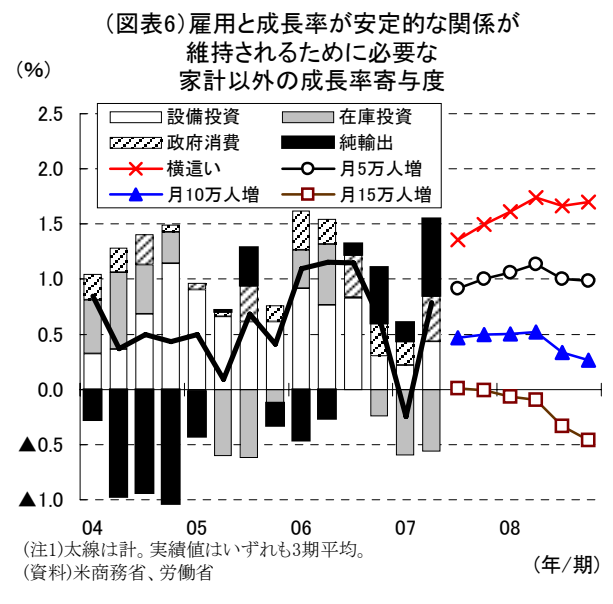 (図表6)雇用と成長率が安定的な関係が
維持されるために必要な
家計以外の成長率寄与度
(%)
設備投資
在庫投資
政府消費
純輸出
横這い
月5万人増
月10万人増
月15万人増
2.5
2.0
1.5
1.0
0.5
0.0
▲0.5
▲1.0
04
05
06
07
08
(年/期)
(注1)太線は計。実績値はいずれも3期平均。
(資料)米商務省、労働省